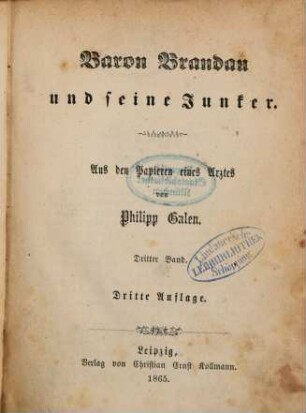 Baron Brandau
und seine Junker.
Aus den Papieren eines Arztes
von
Philipp Galen.
Dritter Band.
LEIHBIBLIOTHEK
Dritte Auflage.
Leipzig,
Verlag von Christian Ernst Kollmann.
1865.